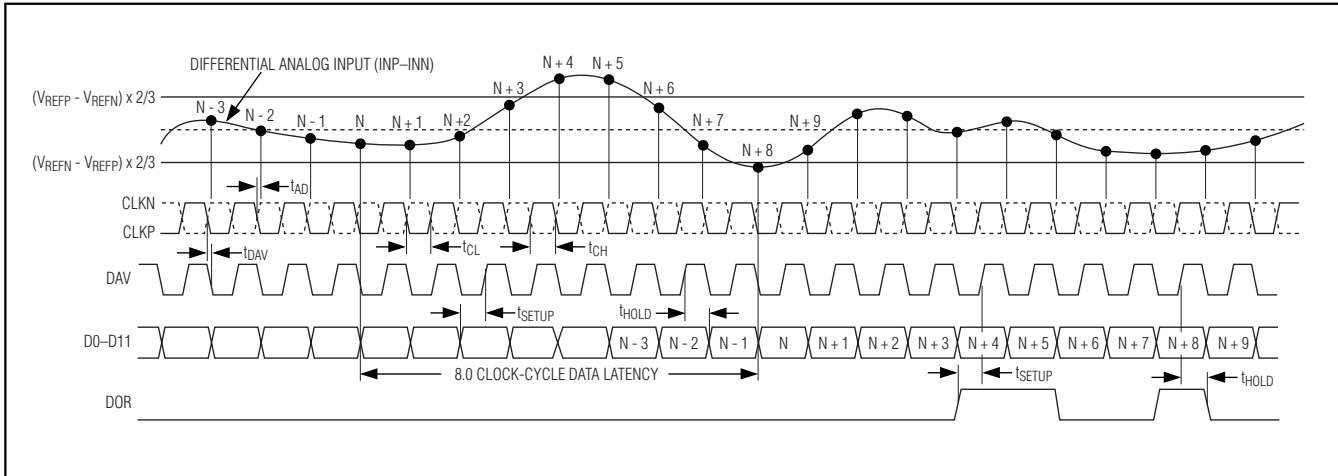 DIFFERENTIAL ANALOG INPUT (INP–INN)
(VREFP - VREFN) x 2/3
(VREFN - VREFP) x 2/3
N - 3
N - 2
N - 1
N
N + 1
N +2
N + 3
N + 4
N + 5
N + 6
N + 7
N + 8
N + 9
tAD
CLKN
CLKP
tDAV
tCL
tCH
DAV
tSETUP
tHOLD
D0–D11
N - 3
N - 2
N - 1
N
N + 1
N + 2
N + 3
N + 4
N + 5
N + 6
N + 7
N + 8
N + 9
8.0 CLOCK-CYCLE DATA LATENCY
tSETUP
tHOLD
DOR